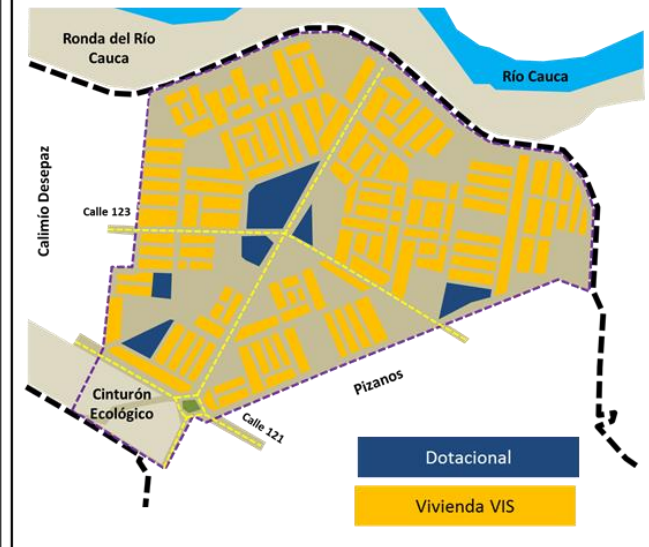 Ronda del Río
Cauca
Río Cauca
Calimío Desepaz
Calle 123
Pizanos
Cinturón
Ecológico
Calle 121
Dotacional
Vivienda VIS